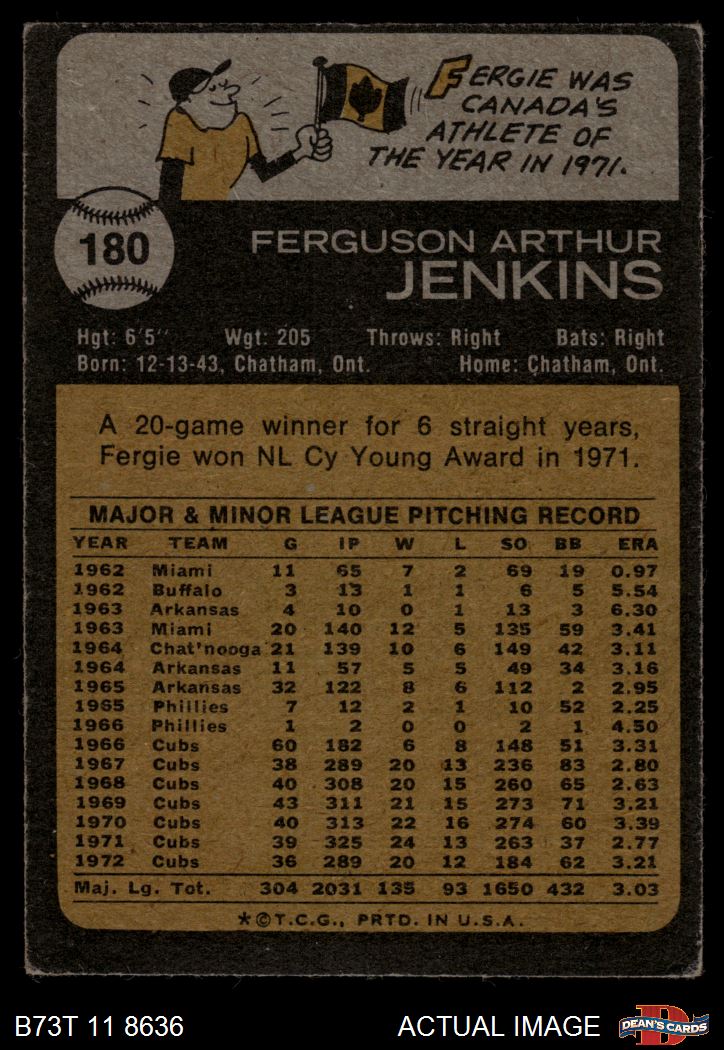 FERGIE WAS
CANADA'S
ATHLETE OF
THE YEAR IN 1971.
180
FERGUSON ARTHUR
JENKINS
Hgt: 6'5" Wgt: 205 Throws: Right Bats: Right
Born: 12-13-43, Chatham, Ont. Home: Chatham, Ont.
A 20-game winner for 6 straight years,
Fergie won NL Cy Young Award in 1971.
MAJOR & MINOR LEAGUE PITCHING RECORD
YEAR TEAM G IP W L SO BB ERA
1962 Miami 11 65 7 2 69 19 0.97
1962 Buffalo 3 13 1 1 6 5 5.54
1963 Arkansas 4 10 0 1 13 3 6.30
1963 Miami 20 140 12 5 135 59 3.41
1964 Chat'nooga 21 139 10 6 149 42 3.11
1964 Arkansas 11 57 5 5 49 34 3.16
1965 Arkansas 32 122 8 6 112 2 2.95
1965 Phillies 7 12 2 1 10 52 2.25
1966 Phillies 1 2 0 0 2 1 4.50
1966 Cubs 60 182 6 8 148 51 3.31
1967 Cubs 38 289 20 13 236 83 2.80
1968 Cubs 40 308 20 15 260 65 2.63
1969 Cubs 43 311 21 15 273 71 3.21
1970 Cubs 40 313 22 16 274 60 3.39
1971 Cubs 39 325 24 13 263 37 2.77
1972 Cubs 36 289 20 12 184 62 3.21
Maj. Lg. Tot. 304 2031 135 93 1650 432 3.03
*©T.C.G., PRTD. IN U.S.A.
B73T 11 8636 ACTUAL IMAGE D DEAN'S CARDS